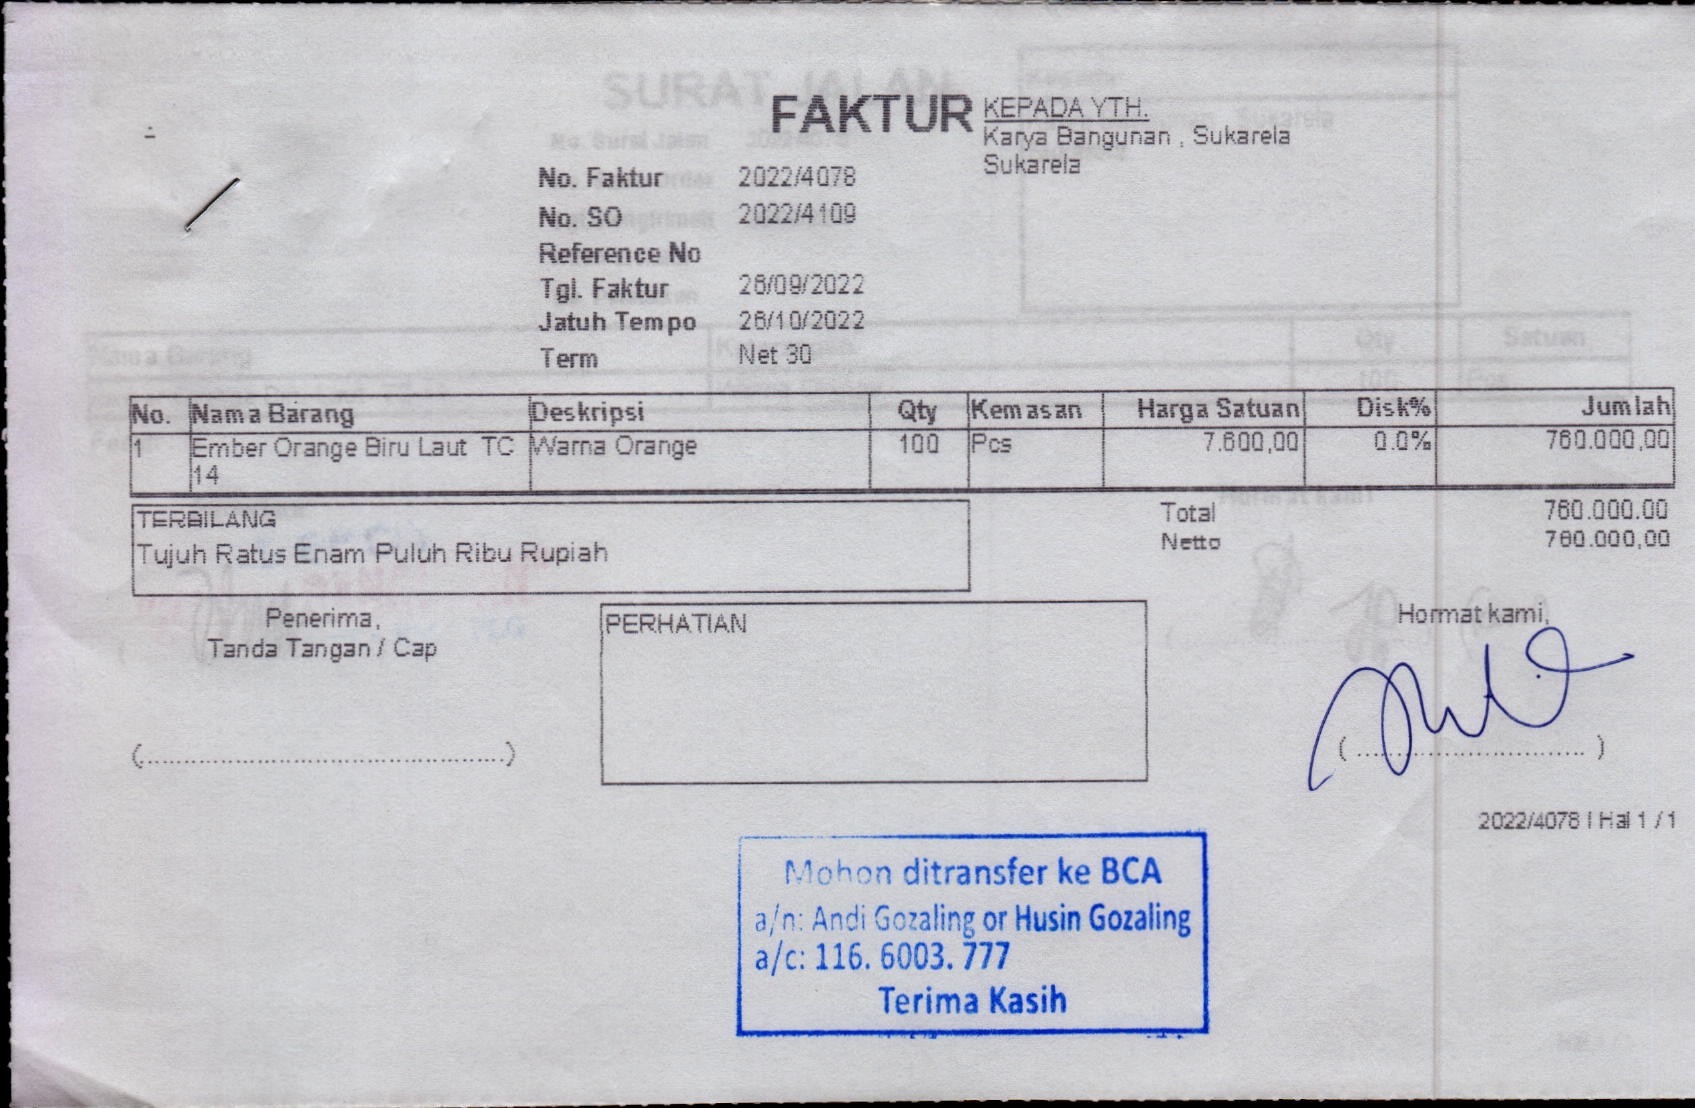 FAKTUR
KEPADA YTH.
Karya Bangunan , Sukarela
Sukarela
No. Faktur 2022/4078
No. SO 2022/4109
Reference No
Tgl. Faktur 26/09/2022
Jatuh Tempo 26/10/2022
Term Net 30
No. Nama Barang Deskripsi Qty Kemasan Harga Satuan Disk% Jumlah
1 Ember Orange Biru Laut TC Warna Orange 100 Pcs 7.600,00 0.0% 760.000,00
14
TERBILANG
Tujuh Ratus Enam Puluh Ribu Rupiah
Total 760.000.00
Netto 760.000,00
Penerima,
Tanda Tangan / Cap
PERHATIAN
Hormat kami,
2022/4078 | Hal 1 / 1
Mohon ditransfer ke BCA
a/n: Andi Gozaling or Husin Gozaling
a/c: 116. 6003. 777
Terima Kasih
SURAT JALAN